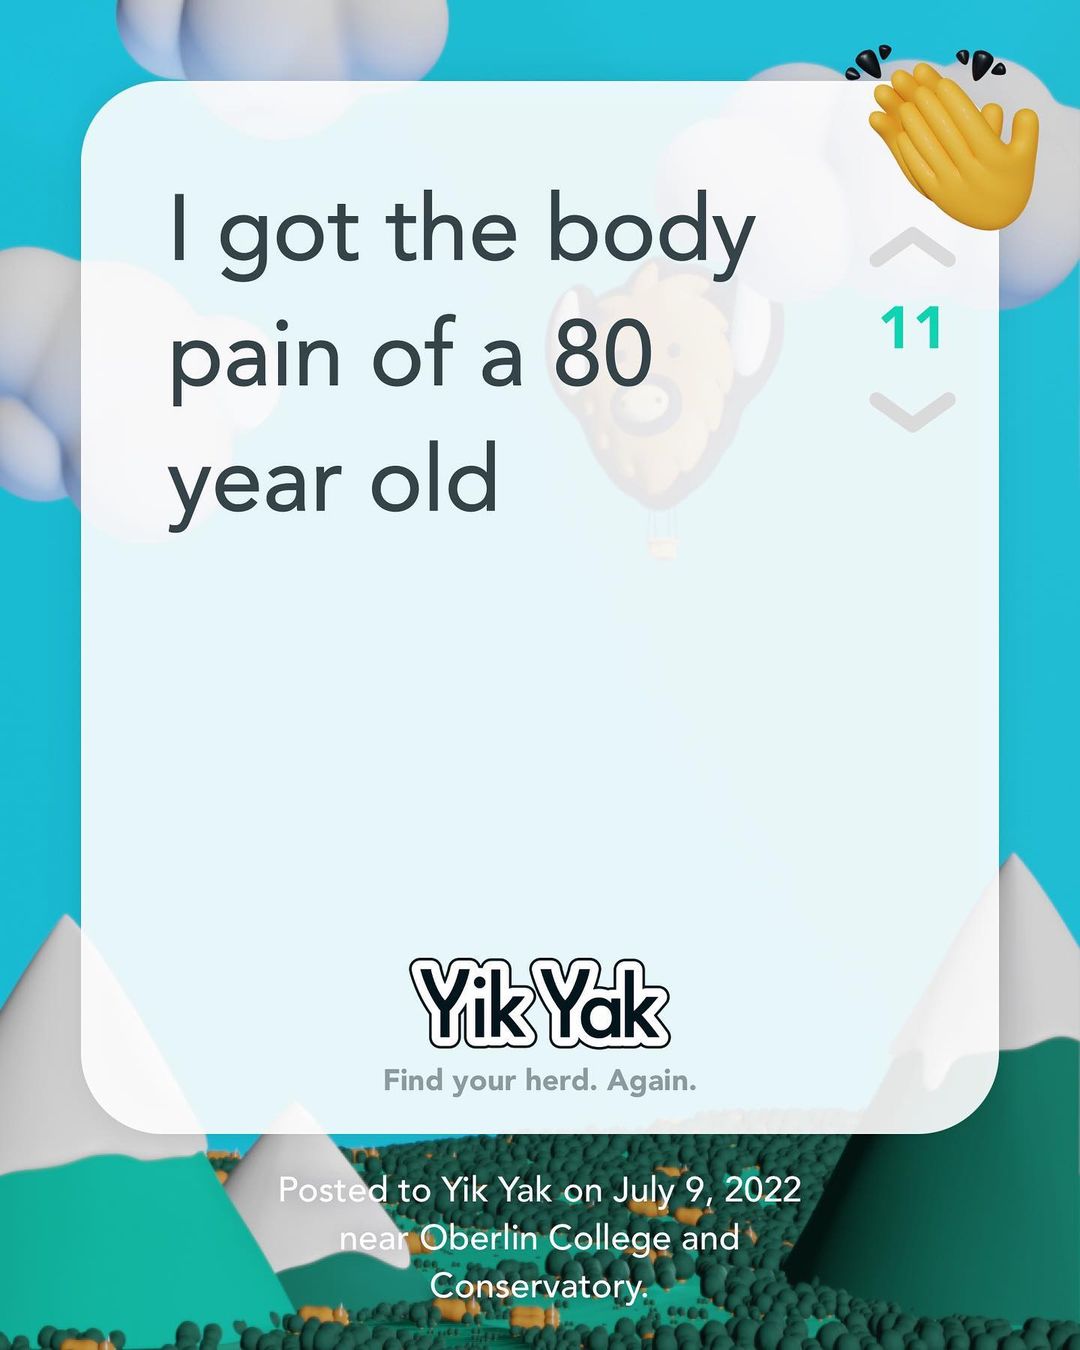 I got the body
pain of a 80
year old
11
Yik Yak
Find your herd. Again.
Posted to Yik Yak on July 9, 2022
near Oberlin College and
Conservatory.